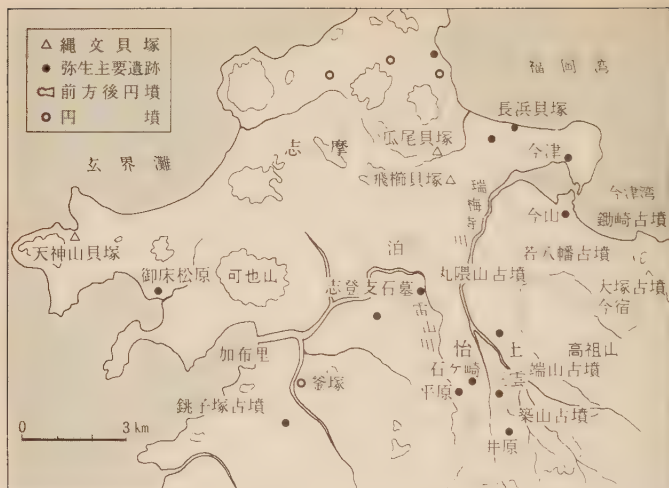 縄文貝塚
弥生主要遺跡
前方後円墳
円墳
福岡湾
長浜貝塚
志摩
瓜尾貝塚
今津
玄界灘
飛櫛貝塚
瑞梅寺川
今津湾
今山
鋤崎古墳
天神山貝塚
泊
若八幡古墳
御床松原
可也山
志登支石墓
丸隈山古墳
大塚古墳
今宿
雷山川
怡土
高祖山
加布里
石ケ崎
端山古墳
釜塚
平原
三雲
銚子塚古墳
築山古墳
井原
0 3km